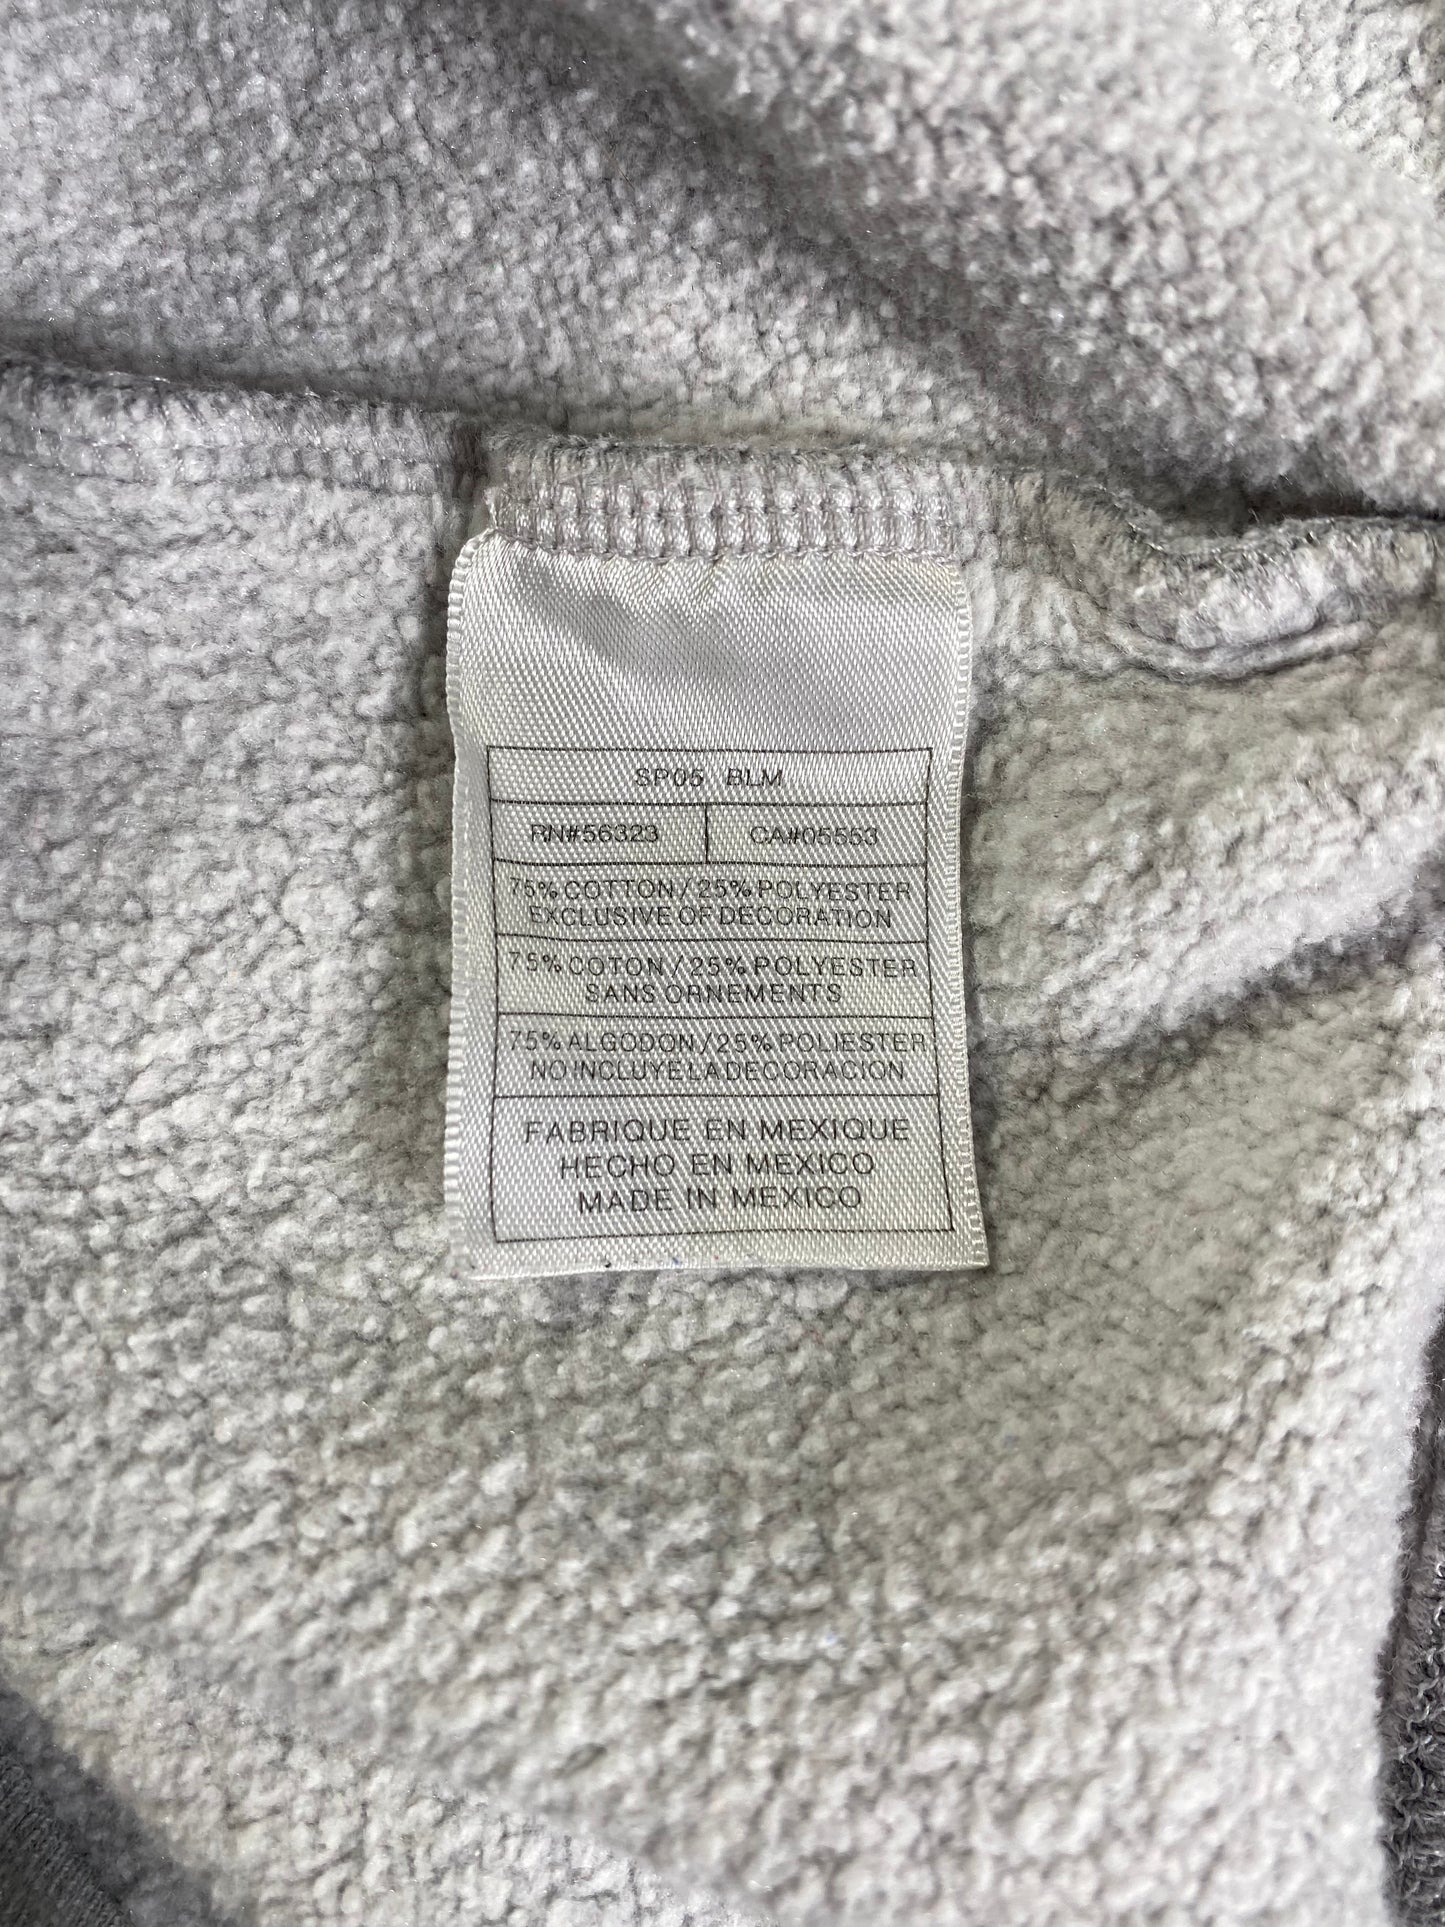 SP05 BLM
RN#56323 CA#05553
75% COTTON/25% POLYESTER
EXCLUSIVE OF DECORATION
75% COTON/25% POLYESTER
SANS ORNEMENTS
75% ALGODON/25% POLIESTER
NO INCLUYE LA DECORACION
FABRIQUE EN MEXIQUE
HECHO EN MEXICO
MADE IN MEXICO